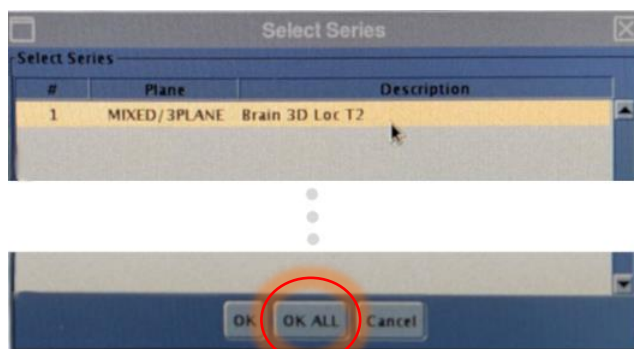 Select Series
Select Series
# Plane Description
1 MIXED/3PLANE Brain 3D Loc T2
OK OK ALL Cancel